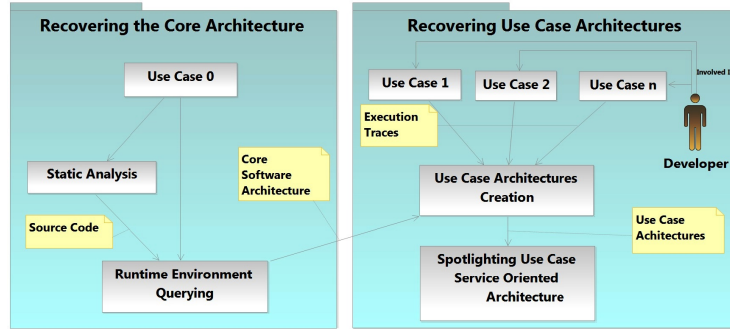 Recovering the Core Architecture
Use Case 0
Static Analysis
Source Code
Core
Software
Architecture
Runtime Environment
Querying
Recovering Use Case Architectures
Use Case 1
Use Case 2
Use Case n
Involved
Execution
Traces
Developer
Use Case Architectures
Creation
Use Case
Achitectures
Spotlighting Use Case
Service Oriented
Architecture